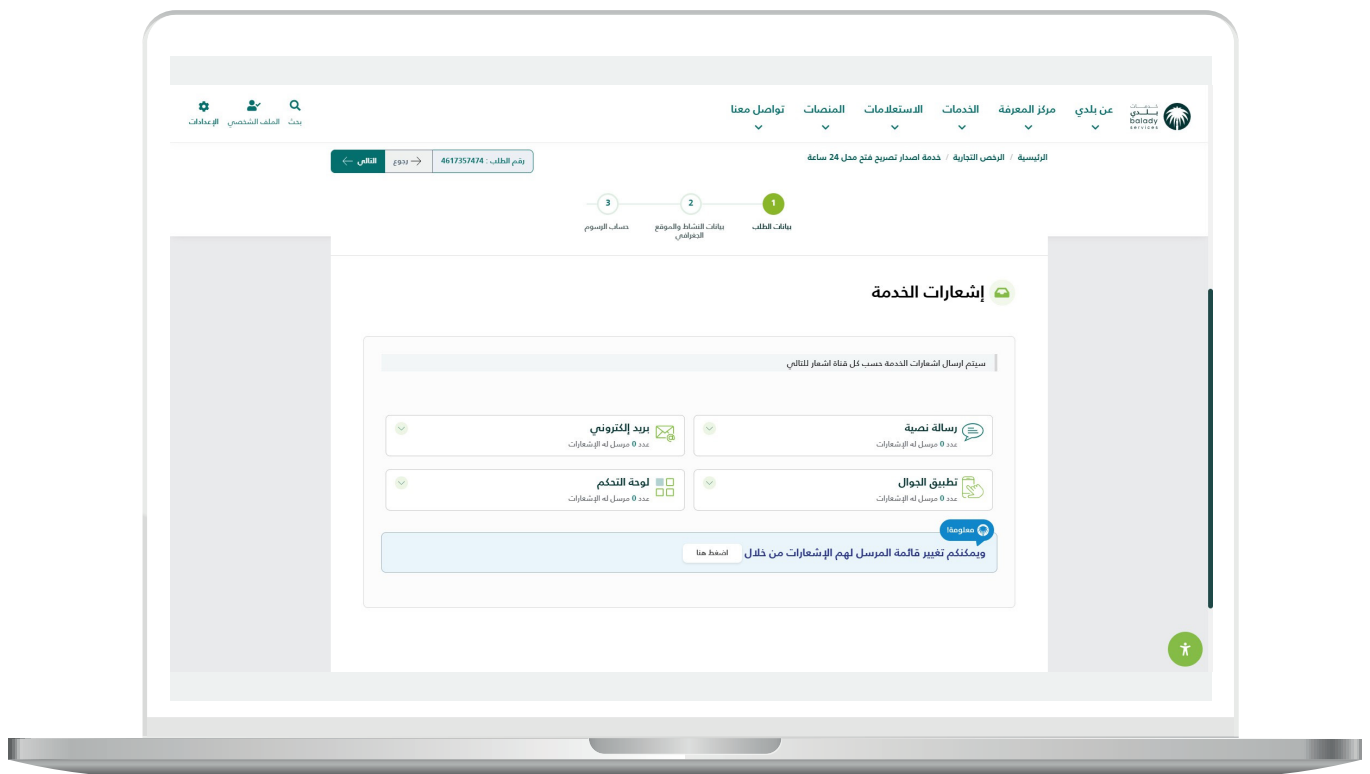 خدمات
بلدي
balady
services
عن بلدي
مركز المعرفة
الخدمات
الاستعلامات
المنصات
تواصل معنا
بحث
الملف الشخصي
الإعدادات
الرئيسية / الرخص التجارية / خدمة اصدار تصريح فتح محل 24 ساعة
رقم الطلب : 4617357474
رجوع
التالي
1
2
3
بيانات الطلب
بيانات النشاط والموقع
الجغرافي
حساب الرسوم
إشعارات الخدمة
سيتم ارسال اشعارات الخدمة حسب كل قناة اشعار للتالي
رسالة نصية
عدد 0 مرسل له الإشعارات
بريد إلكتروني
عدد 0 مرسل له الإشعارات
تطبيق الجوال
عدد 0 مرسل له الإشعارات
لوحة التحكم
عدد 0 مرسل له الإشعارات
معلومة!
ويمكنكم تغيير قائمة المرسل لهم الإشعارات من خلال اضغط هنا